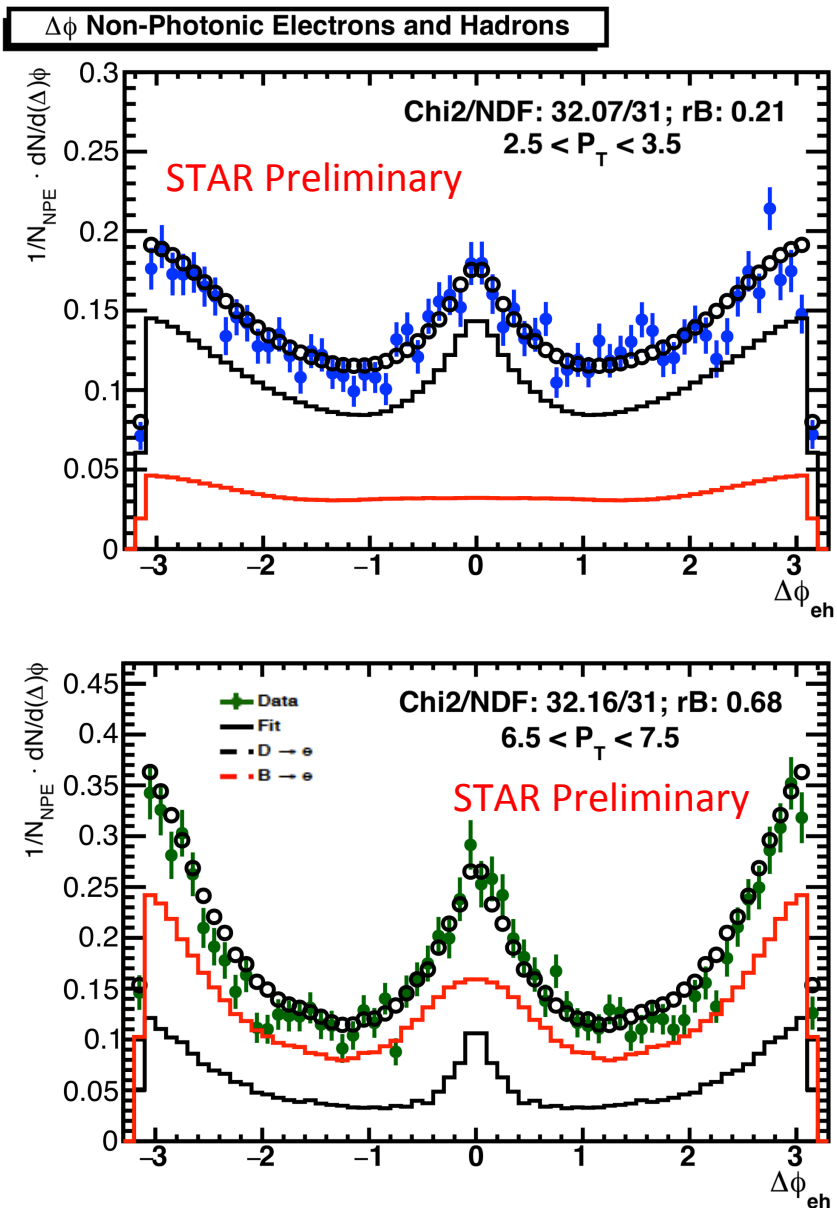 Δϕ Non-Photonic Electrons and Hadrons
1/N_NPE · dN/d(Δ)ϕ
0.3
0.25
0.2
0.15
0.1
0.05
0
Chi2/NDF: 32.07/31; rB: 0.21
2.5 < P_T < 3.5
STAR Preliminary
−3 −2 −1 0 1 2 3
Δϕ_eh
1/N_NPE · dN/d(Δ)ϕ
0.45
0.4
0.35
0.3
0.25
0.2
0.15
0.1
0.05
0
Data
Fit
D → e
B → e
Chi2/NDF: 32.16/31; rB: 0.68
6.5 < P_T < 7.5
STAR Preliminary
−3 −2 −1 0 1 2 3
Δϕ_eh